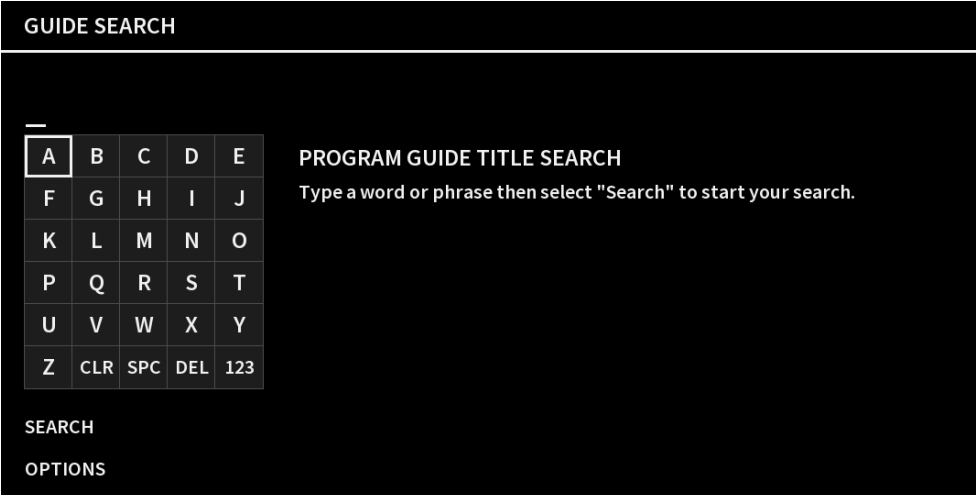 GUIDE SEARCH
A B C D E
F G H I J
K L M N O
P Q R S T
U V W X Y
Z CLR SPC DEL 123
PROGRAM GUIDE TITLE SEARCH
Type a word or phrase then select "Search" to start your search.
SEARCH
OPTIONS